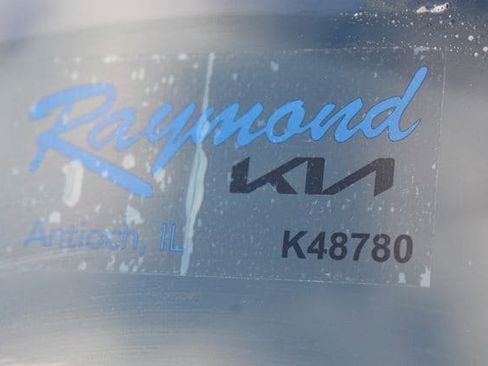 Raymond
KIA
Antioch, IL
K48780